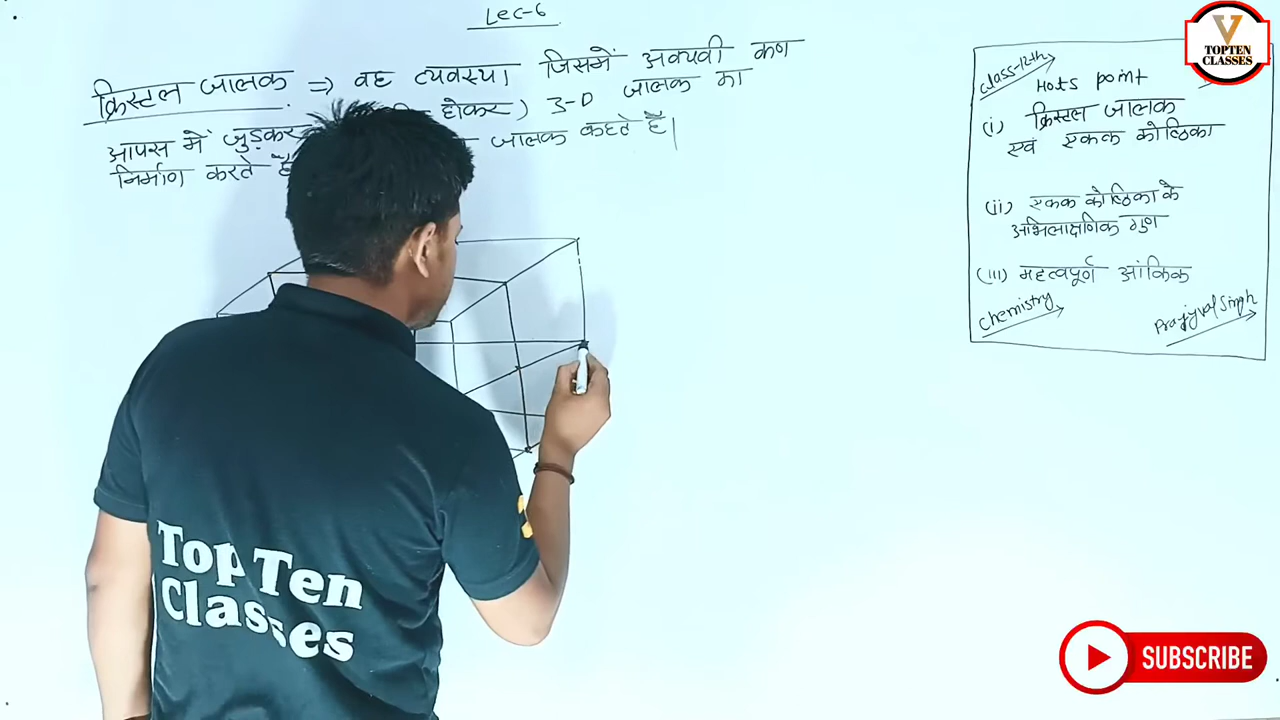 Lec-6
क्रिस्टल जालक ⇒ वह व्यवस्था जिसमें अवयवी कण
आपस में जुड़कर होकर) 3-D जालक का
निर्माण करते हैं जालक कहते हैं|
Class-12th
Hots point
(i) क्रिस्टल जालक
एवं एकक कोष्ठिका
(ii) एकक कोष्ठिका के
अभिलाक्षणिक गुण
(iii) महत्वपूर्ण आंकिक
Chemistry
Prajjwal Singh
V
TOPTEN
CLASSES
Top Ten
Classes
SUBSCRIBE